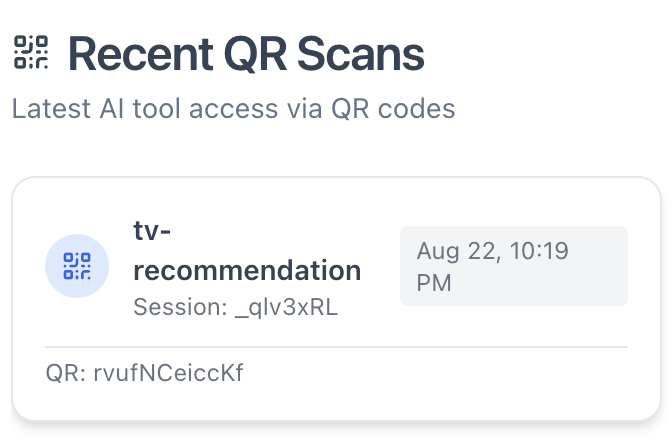 Recent QR Scans
Latest AI tool access via QR codes
tv-
recommendation
Session: _qlv3xRL
Aug 22, 10:19
PM
QR: rvufNCeiccKf